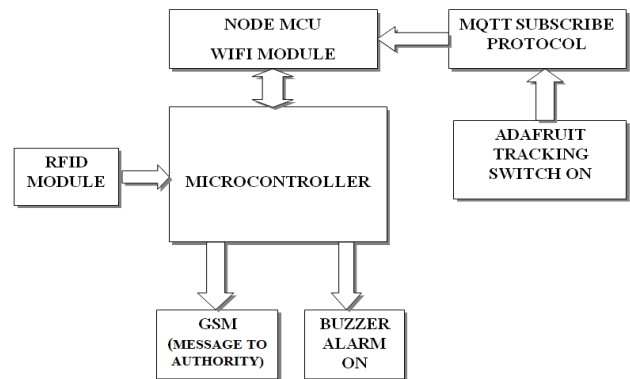 NODE MCU
WIFI MODULE
MQTT SUBSCRIBE
PROTOCOL
RFID
MODULE
MICROCONTROLLER
ADAFRUIT
TRACKING
SWITCH ON
GSM
(MESSAGE TO
AUTHORITY)
BUZZER
ALARM
ON